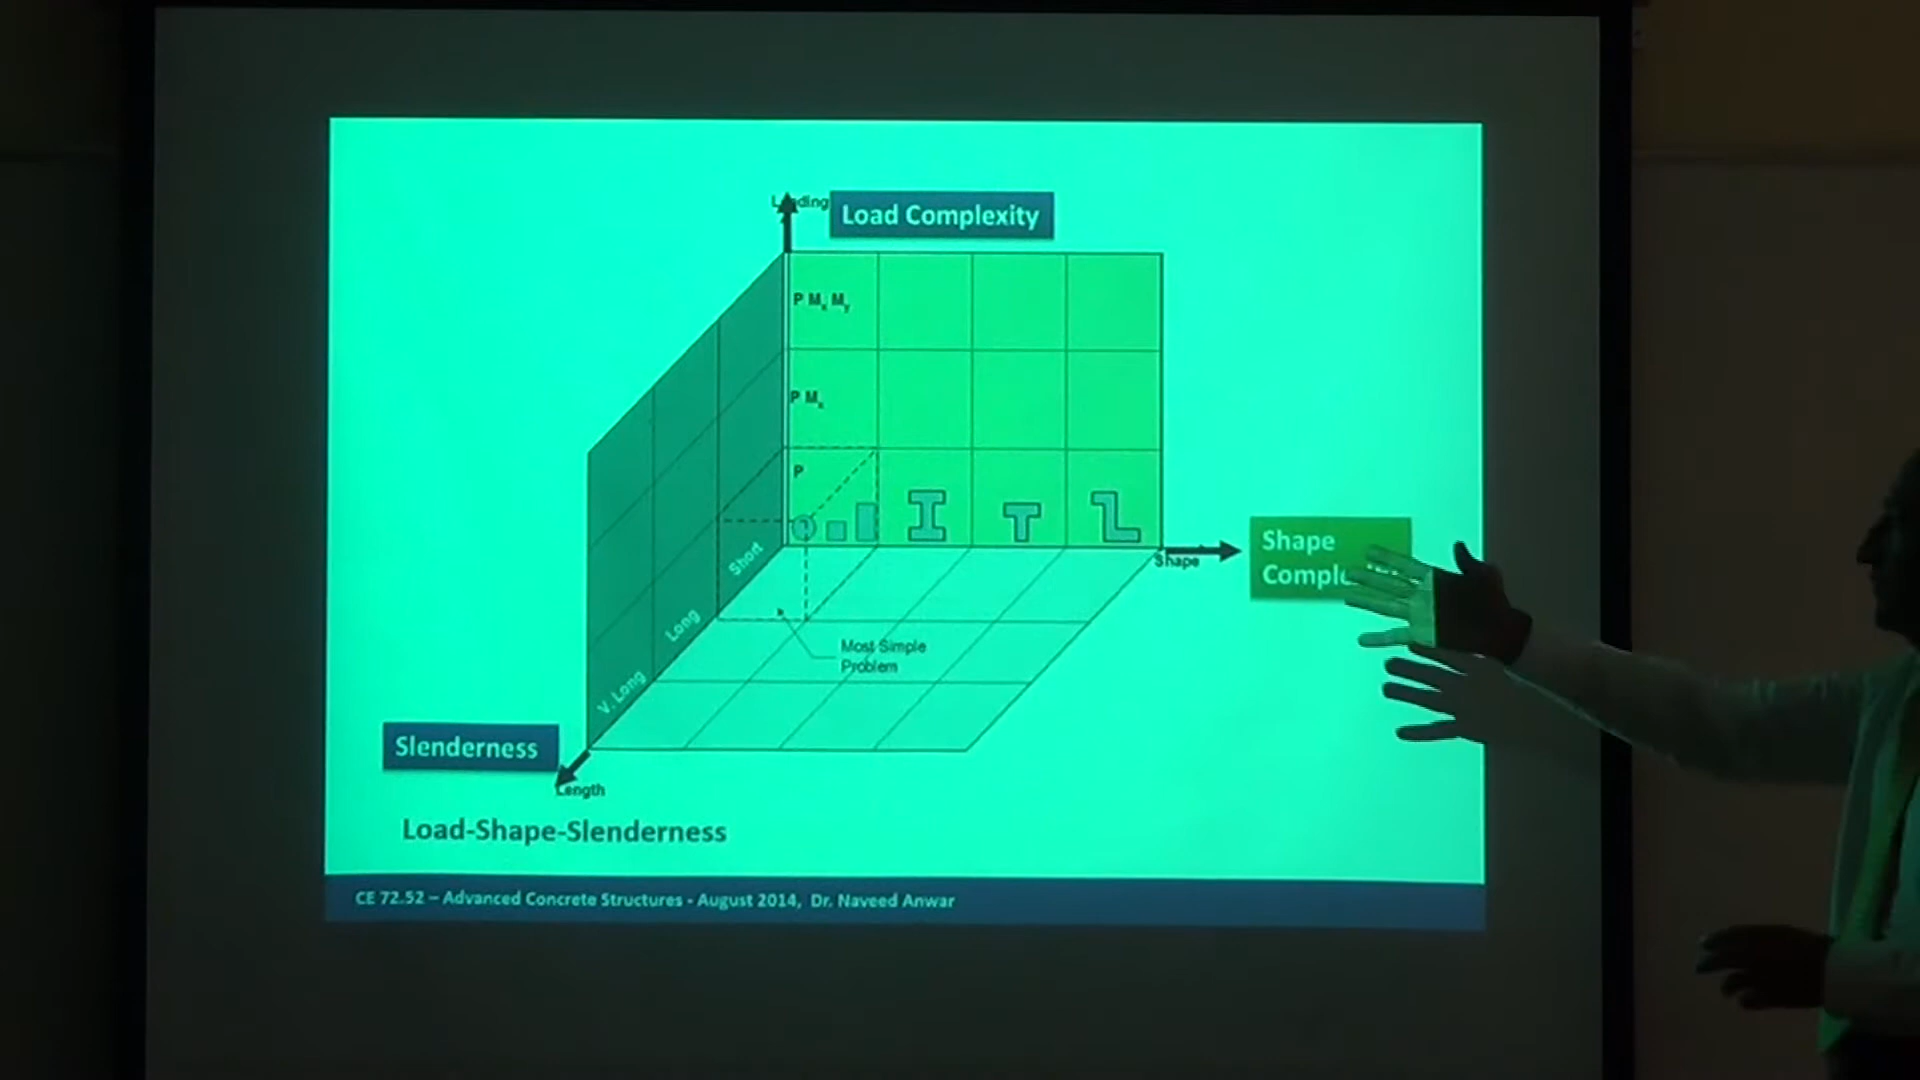 Loading
Load Complexity
P Mx My
P Mx
P
Short
Long
V. Long
Shape
Shape
Most Simple
Problem
Slenderness
Length
Load-Shape-Slenderness
CE 72.52 – Advanced Concrete Structures - August 2014, Dr. Naveed Anwar